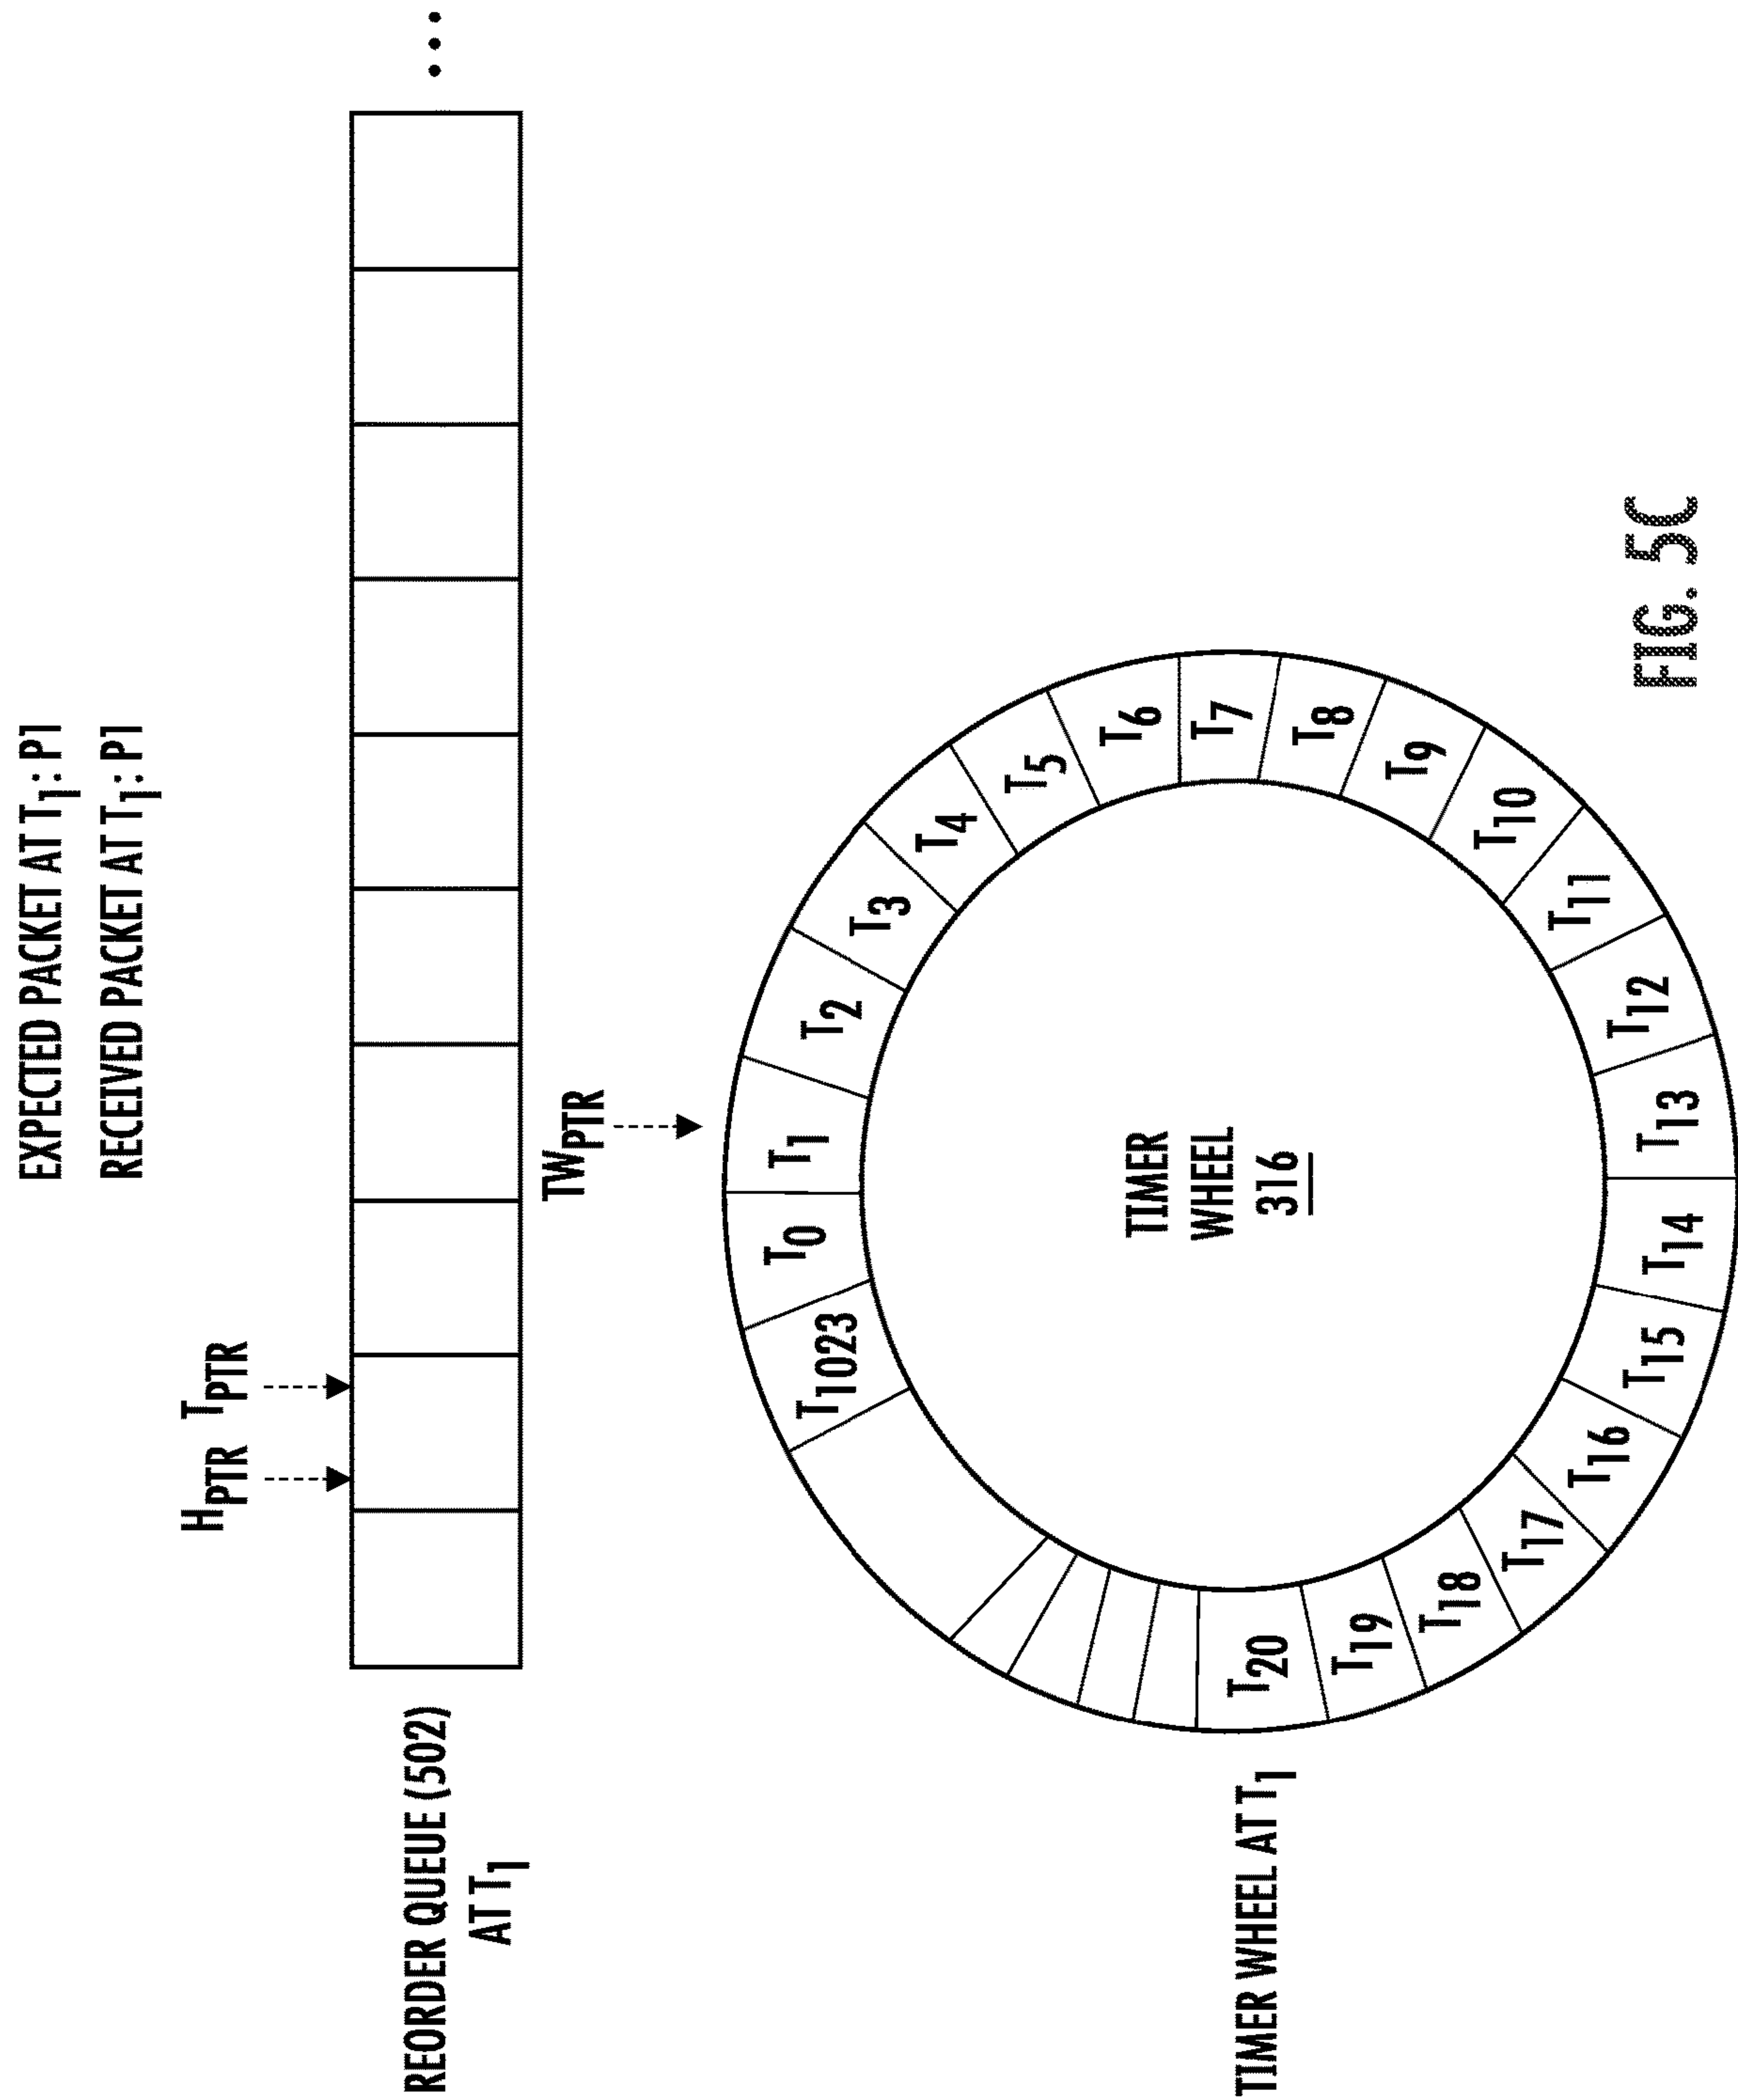 EXPECTED PACKET AT T1: P1
RECEIVED PACKET AT T1: P1
HPTR TPTR
REORDER QUEUE (502)
AT T1
...
TWPTR
T0
T1
T2
T3
T4
T5
T6
T7
T8
T9
T10
T11
T12
T13
T14
T15
T16
T17
T18
T19
T20
T1023
TIMER
WHEEL
316
TIMER WHEEL AT T1
FIG. 5C